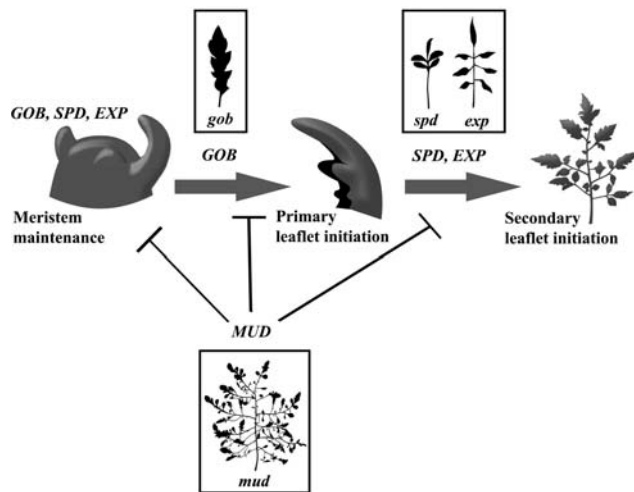 gob
spd exp
GOB, SPD, EXP
GOB
SPD, EXP
Meristem
maintenance
Primary
leaflet initiation
Secondary
leaflet initiation
MUD
mud